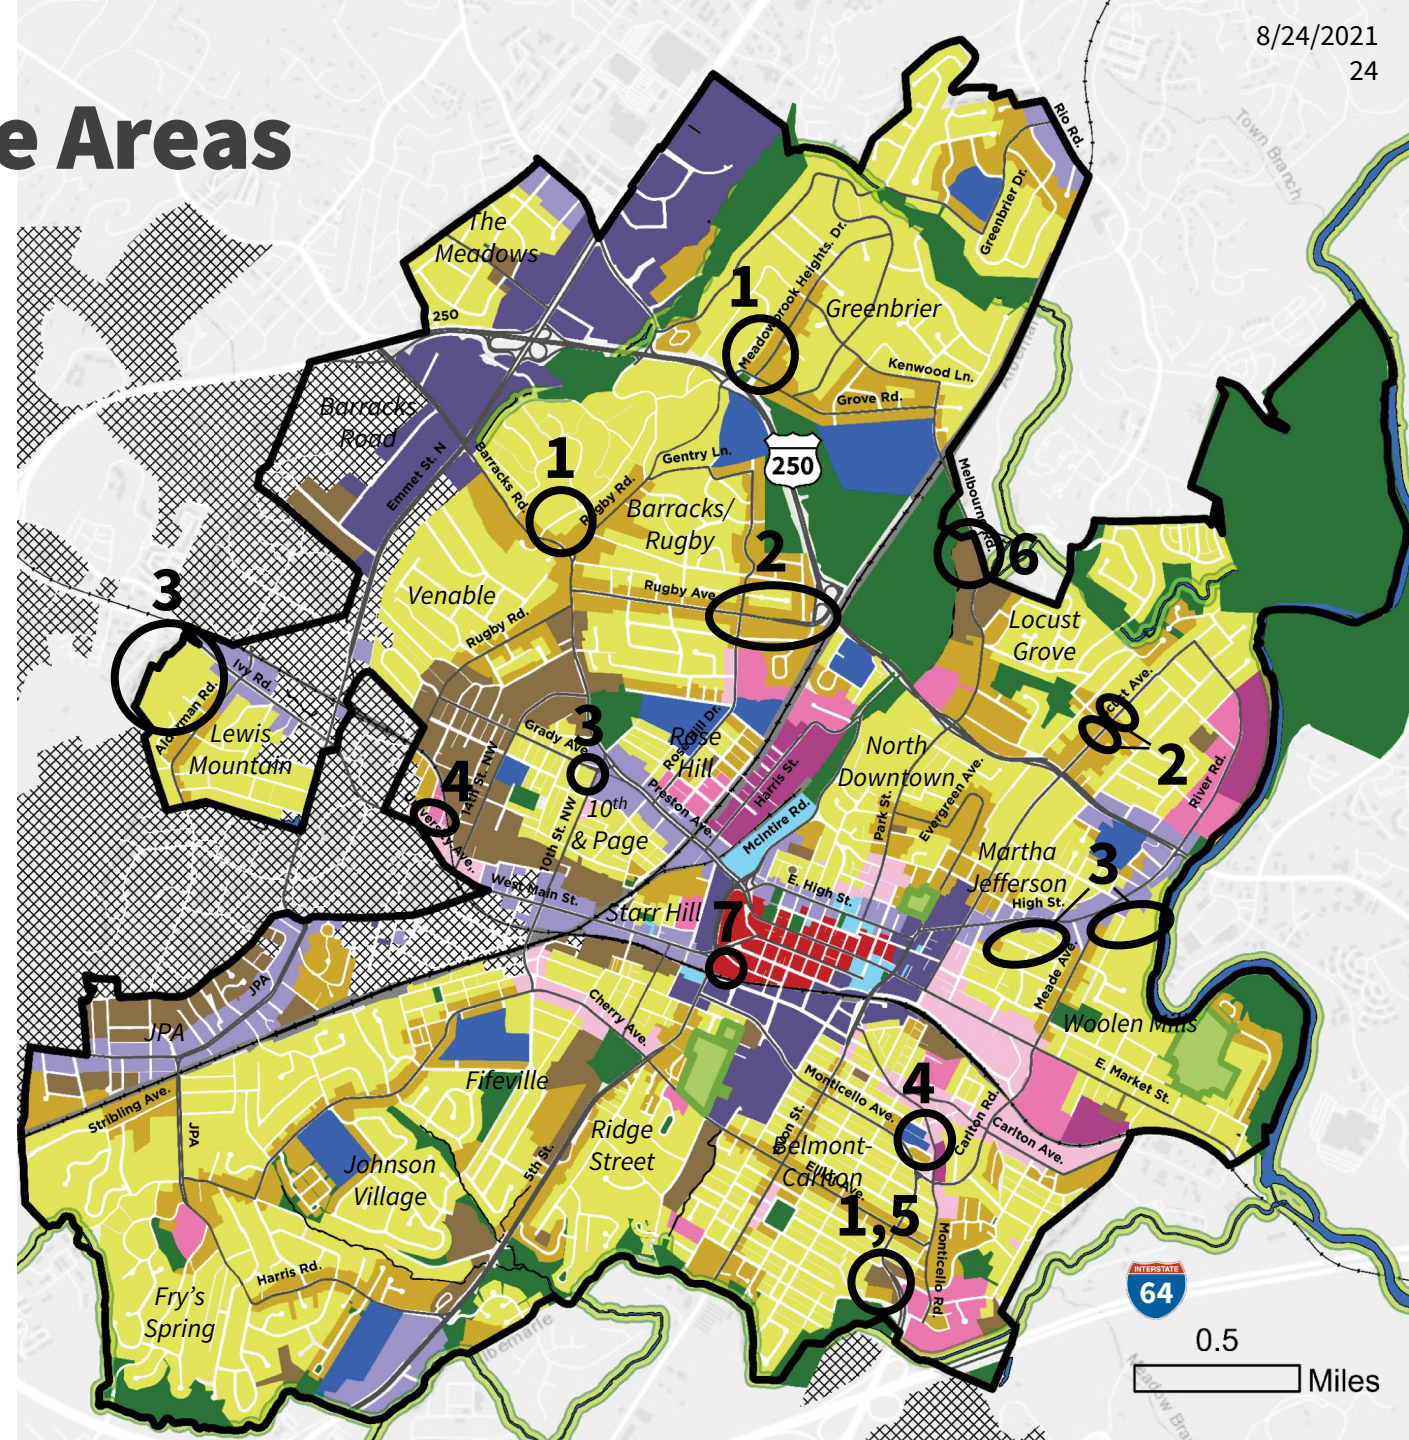 8/24/2021
24
e Areas
Rio Rd.
Town Branch
The
Meadows
Greenbrier Dr.
1
Meadowbrook Heights. Dr.
Greenbrier
250
Kenwood Ln.
Grove Rd.
Barracks
Road
Emmet St. N
Barracks Rd.
1
Rugby Rd.
Gentry Ln.
250
Melbourne Rd.
Barracks/
Rugby
2
6
3
Venable
Rugby Ave.
Rugby Rd.
Locust
Grove
Ivy Rd.
Alderman Rd.
Lewis
Mountain
Grady Ave.
3
Rose Hill Dr.
Rose
Hill
North
Downtown
cust Ave.
2
River Rd.
4
14th St. NW
Harris St.
10th
& Page
10th St. NW
Preston Ave.
McIntire Rd.
Park St.
Evergreen Ave.
versity Ave,.
Martha
Jefferson
3
West Main St.
E. High St.
High St.
Starr Hill
7
Meade Ave.
JPA
JPA
Cherry Ave.
Woolen Mills
Fifeville
Monticello Ave.
4
E. Market St.
Stribling Ave.
JPA
Ridge
Street
Carlton Rd.
Carlton Ave.
Johnson
Village
5th St.
Belmont-
Carlton
1,5
Monticello Rd.
Harris Rd.
Fry's
Spring
INTERSTATE
64
0.5
Miles